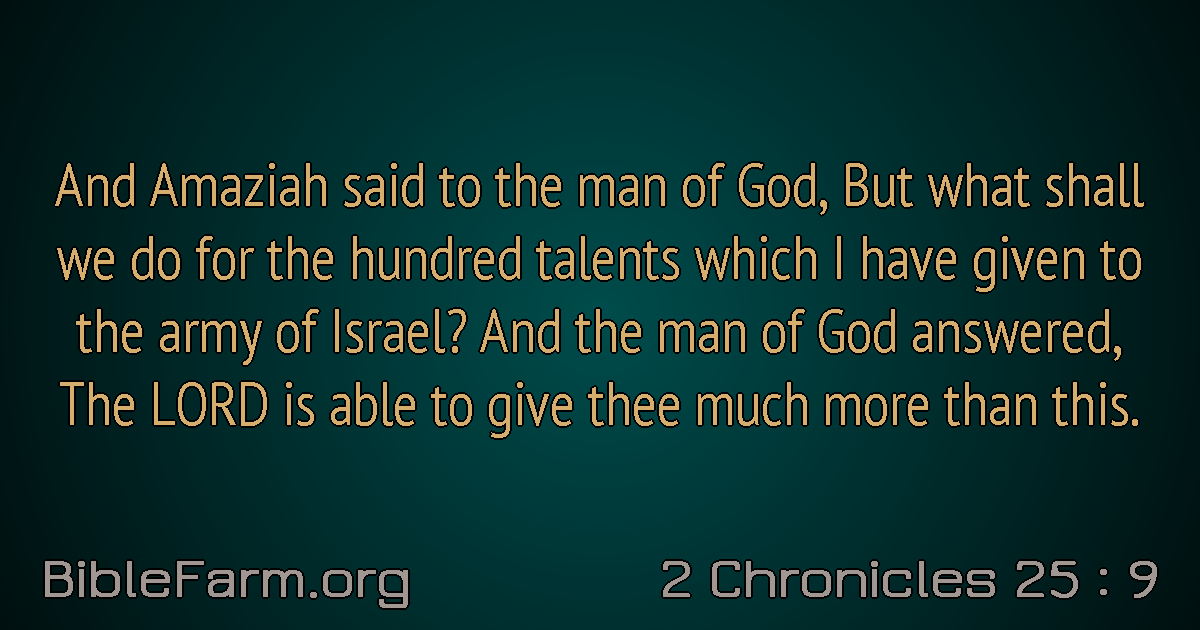 And Amaziah said to the man of God, But what shall
we do for the hundred talents which I have given to
the army of Israel? And the man of God answered,
The LORD is able to give thee much more than this.
BibleFarm.org
2 Chronicles 25 : 9